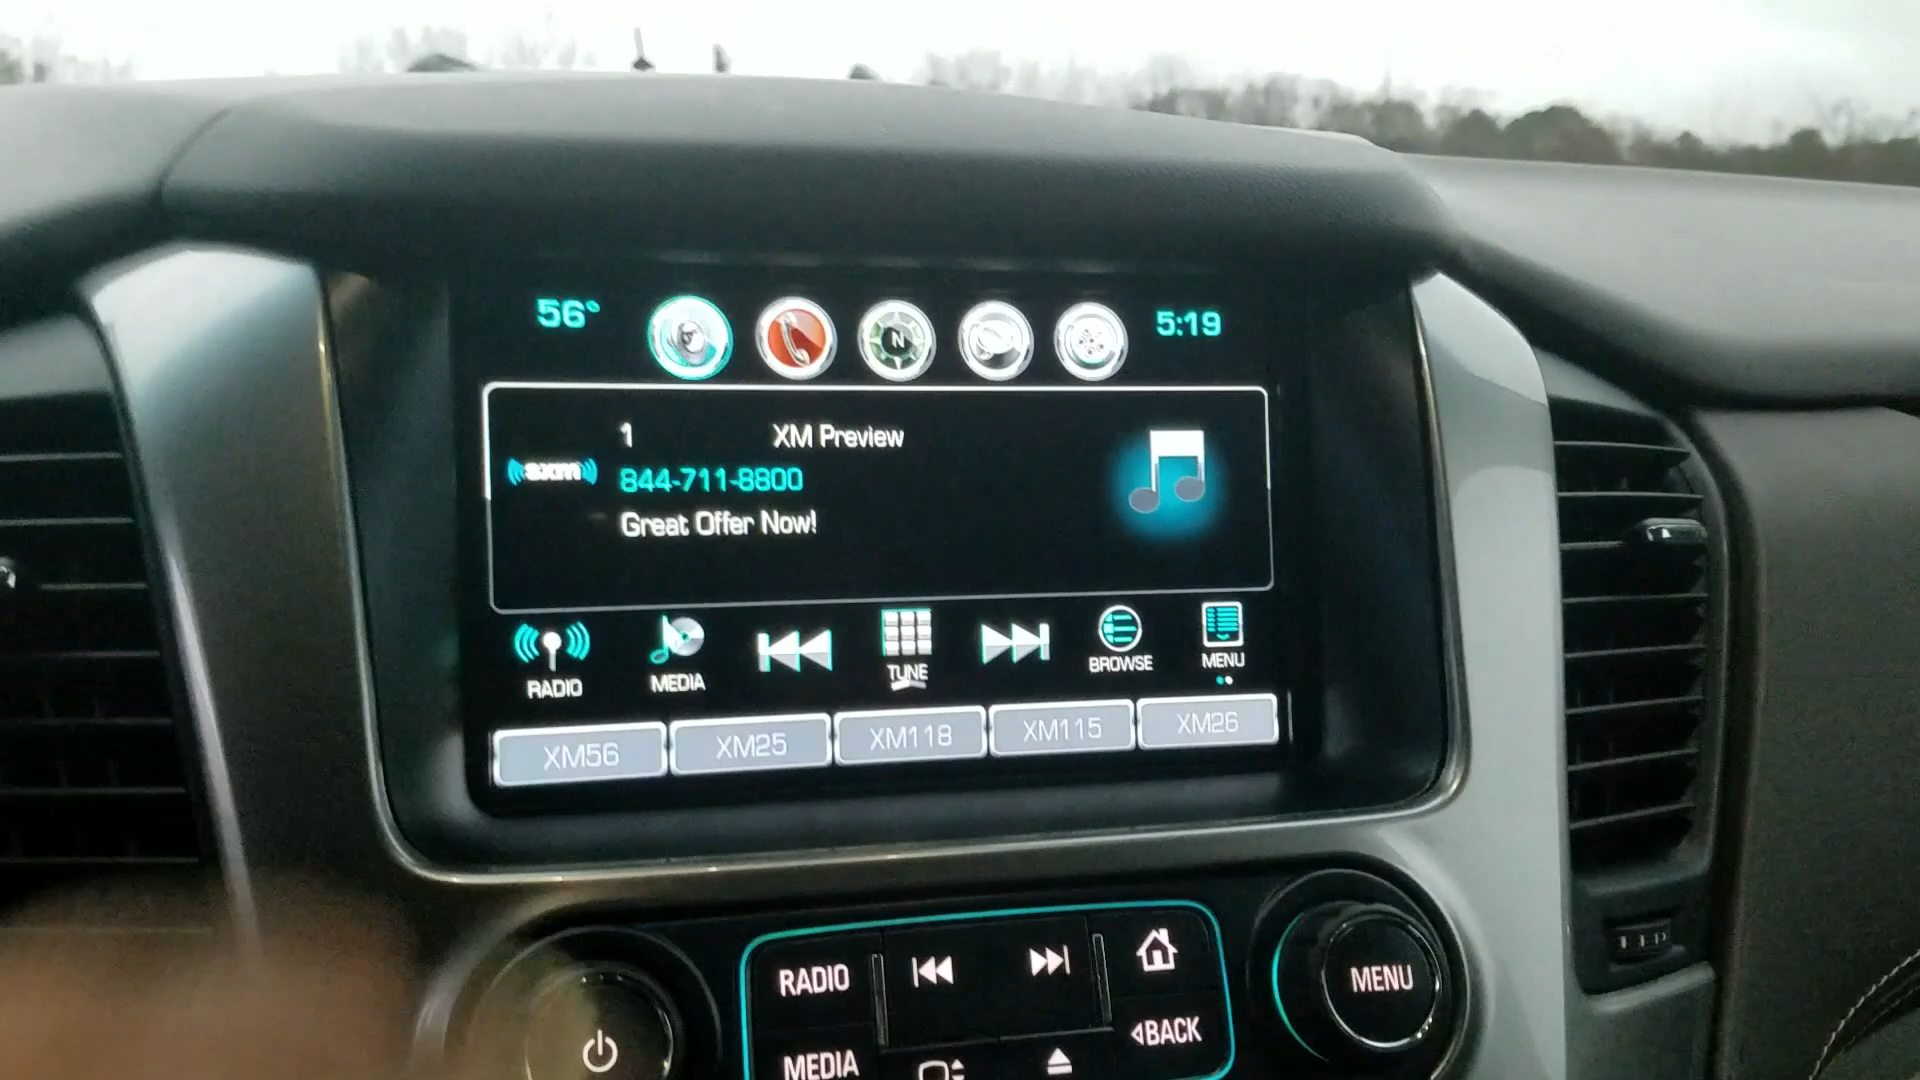 56°
N
5:19
1 XM Preview
sxm
844-711-8800
Great Offer Now!
RADIO
MEDIA
TUNE
BROWSE
MENU
XM56
XM25
XM118
XM115
XM26
RADIO
MENU
BACK
MEDIA